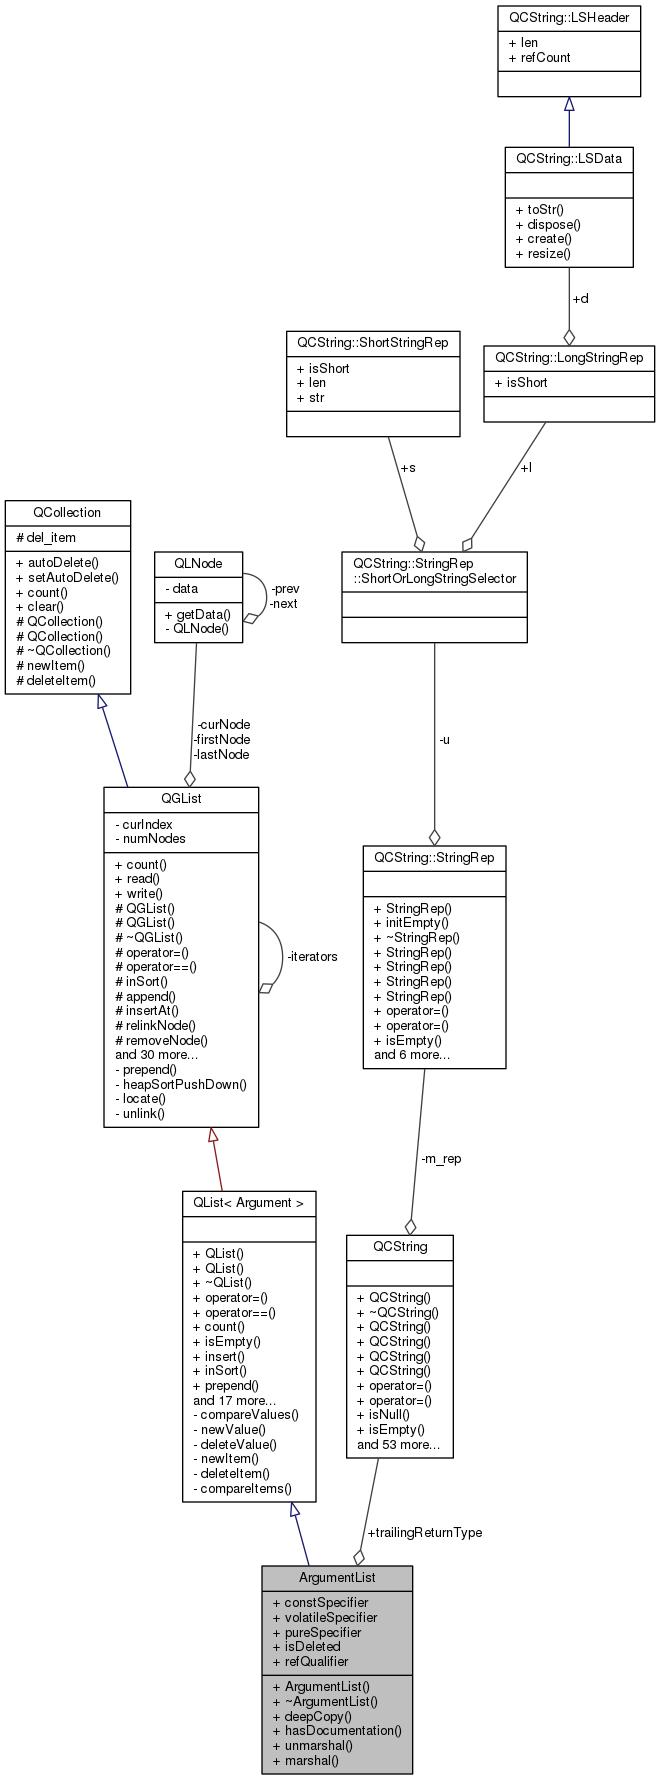 QCString::LSHeader
+ len
+ refCount
QCString::LSData
+ toStr()
+ dispose()
+ create()
+ resize()
+d
QCString::ShortStringRep
+ isShort
+ len
+ str
QCString::LongStringRep
+ isShort
+s
+l
QCollection
# del_item
+ autoDelete()
+ setAutoDelete()
+ count()
+ clear()
# QCollection()
# QCollection()
# ~QCollection()
# newItem()
# deleteItem()
QLNode
- data
+ getData()
- QLNode()
-prev
-next
QCString::StringRep
::ShortOrLongStringSelector
-curNode
-firstNode
-lastNode
-u
QGList
- curIndex
- numNodes
+ count()
+ read()
+ write()
# QGList()
# QGList()
# ~QGList()
# operator=()
# operator==()
# inSort()
# append()
# insertAt()
# relinkNode()
# removeNode()
and 30 more...
- prepend()
- heapSortPushDown()
- locate()
- unlink()
-iterators
QCString::StringRep
+ StringRep()
+ initEmpty()
+ ~StringRep()
+ StringRep()
+ StringRep()
+ StringRep()
+ StringRep()
+ operator=()
+ operator=()
+ isEmpty()
and 6 more...
-m_rep
QList< Argument >
+ QList()
+ QList()
+ ~QList()
+ operator=()
+ operator==()
+ count()
+ isEmpty()
+ insert()
+ inSort()
+ prepend()
and 17 more...
- compareValues()
- newValue()
- deleteValue()
- newItem()
- deleteItem()
- compareItems()
QCString
+ QCString()
+ ~QCString()
+ QCString()
+ QCString()
+ QCString()
+ QCString()
+ operator=()
+ operator=()
+ isNull()
+ isEmpty()
and 53 more...
+trailingReturnType
ArgumentList
+ constSpecifier
+ volatileSpecifier
+ pureSpecifier
+ isDeleted
+ refQualifier
+ ArgumentList()
+ ~ArgumentList()
+ deepCopy()
+ hasDocumentation()
+ unmarshal()
+ marshal()